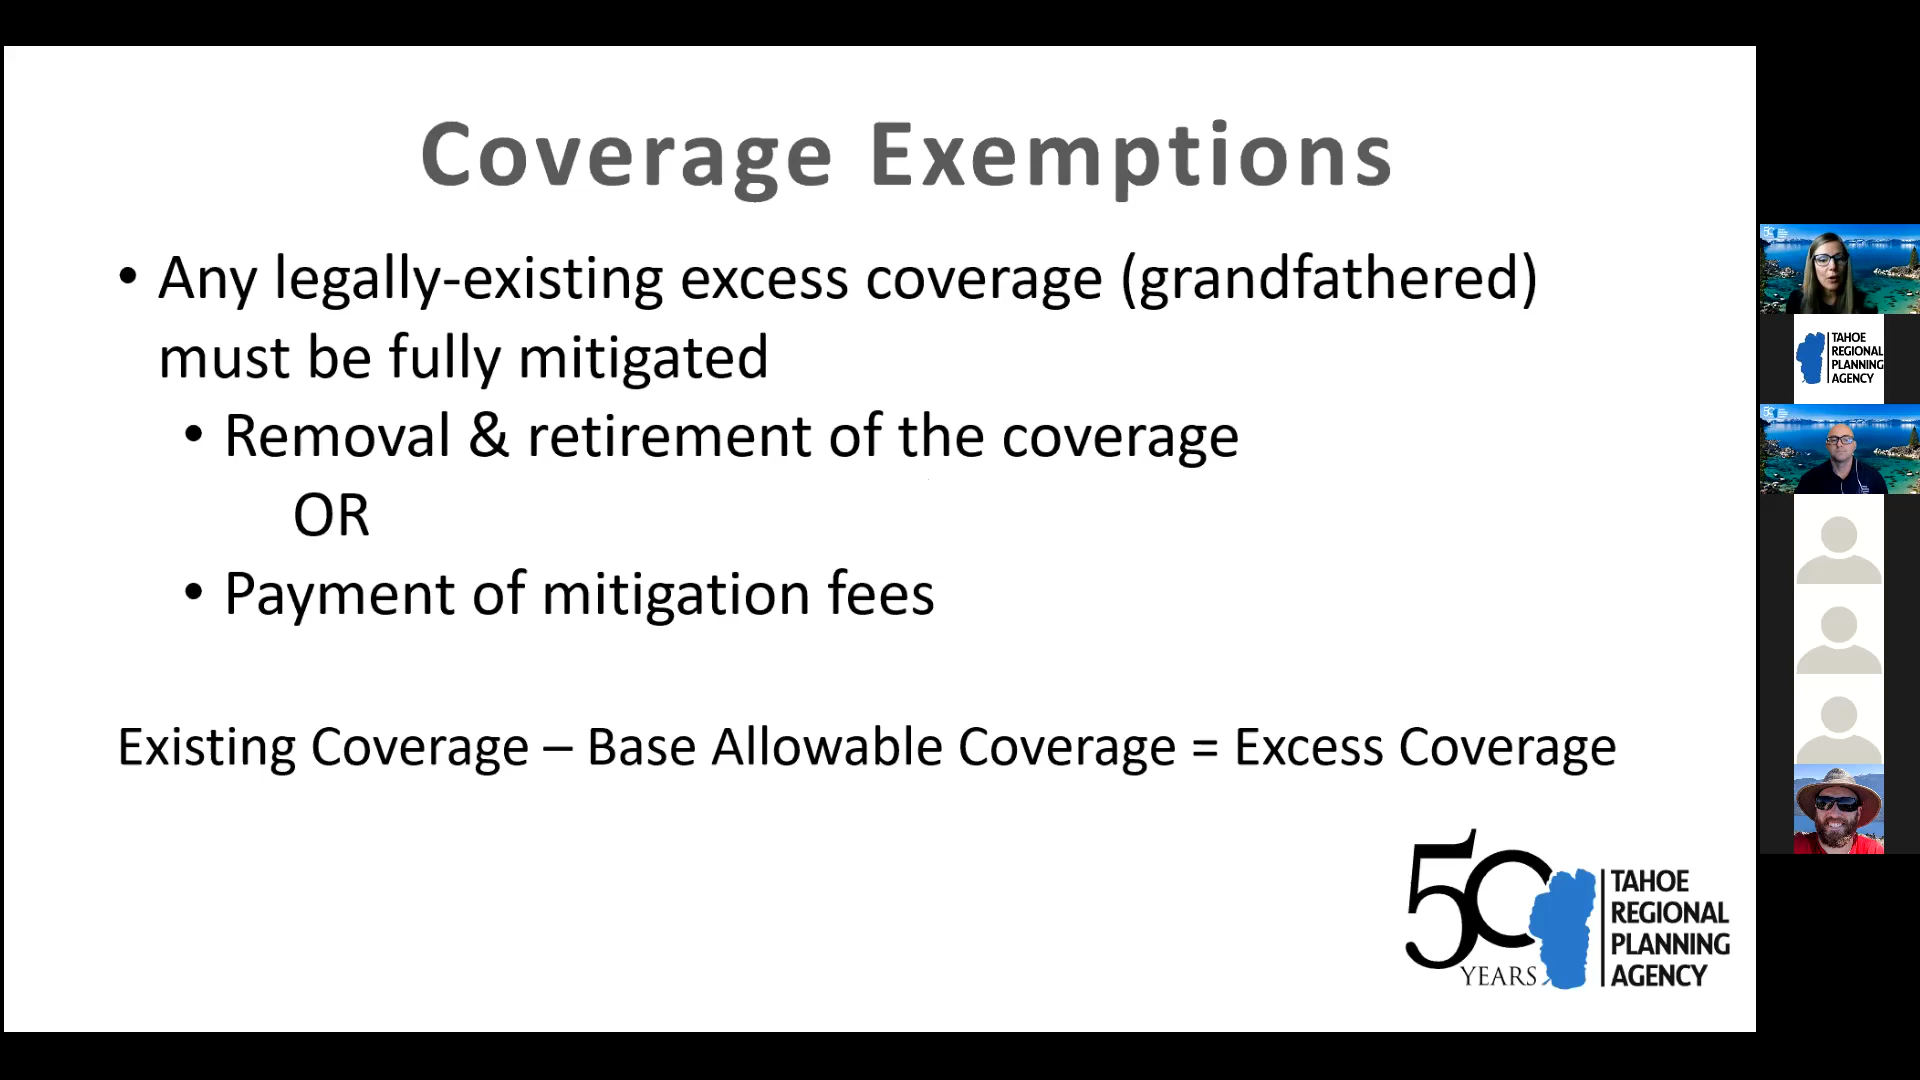 Coverage Exemptions
• Any legally-existing excess coverage (grandfathered)
must be fully mitigated
• Removal & retirement of the coverage
OR
• Payment of mitigation fees
Existing Coverage – Base Allowable Coverage = Excess Coverage
50
YEARS
TAHOE
REGIONAL
PLANNING
AGENCY
TAHOE
REGIONAL
PLANNING
AGENCY